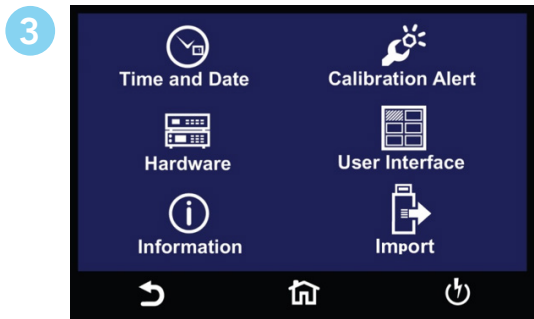 3
Time and Date
Calibration Alert
Hardware
User Interface
Information
Import